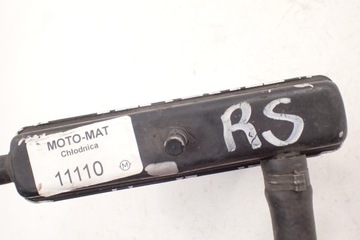 MOTO-MAT
Chłodnica
11110 M
RS